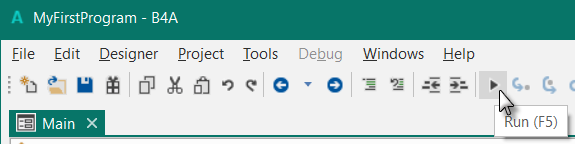 MyFirstProgram - B4A
File Edit Designer Project Tools Debug Windows Help
Run (F5)
Main